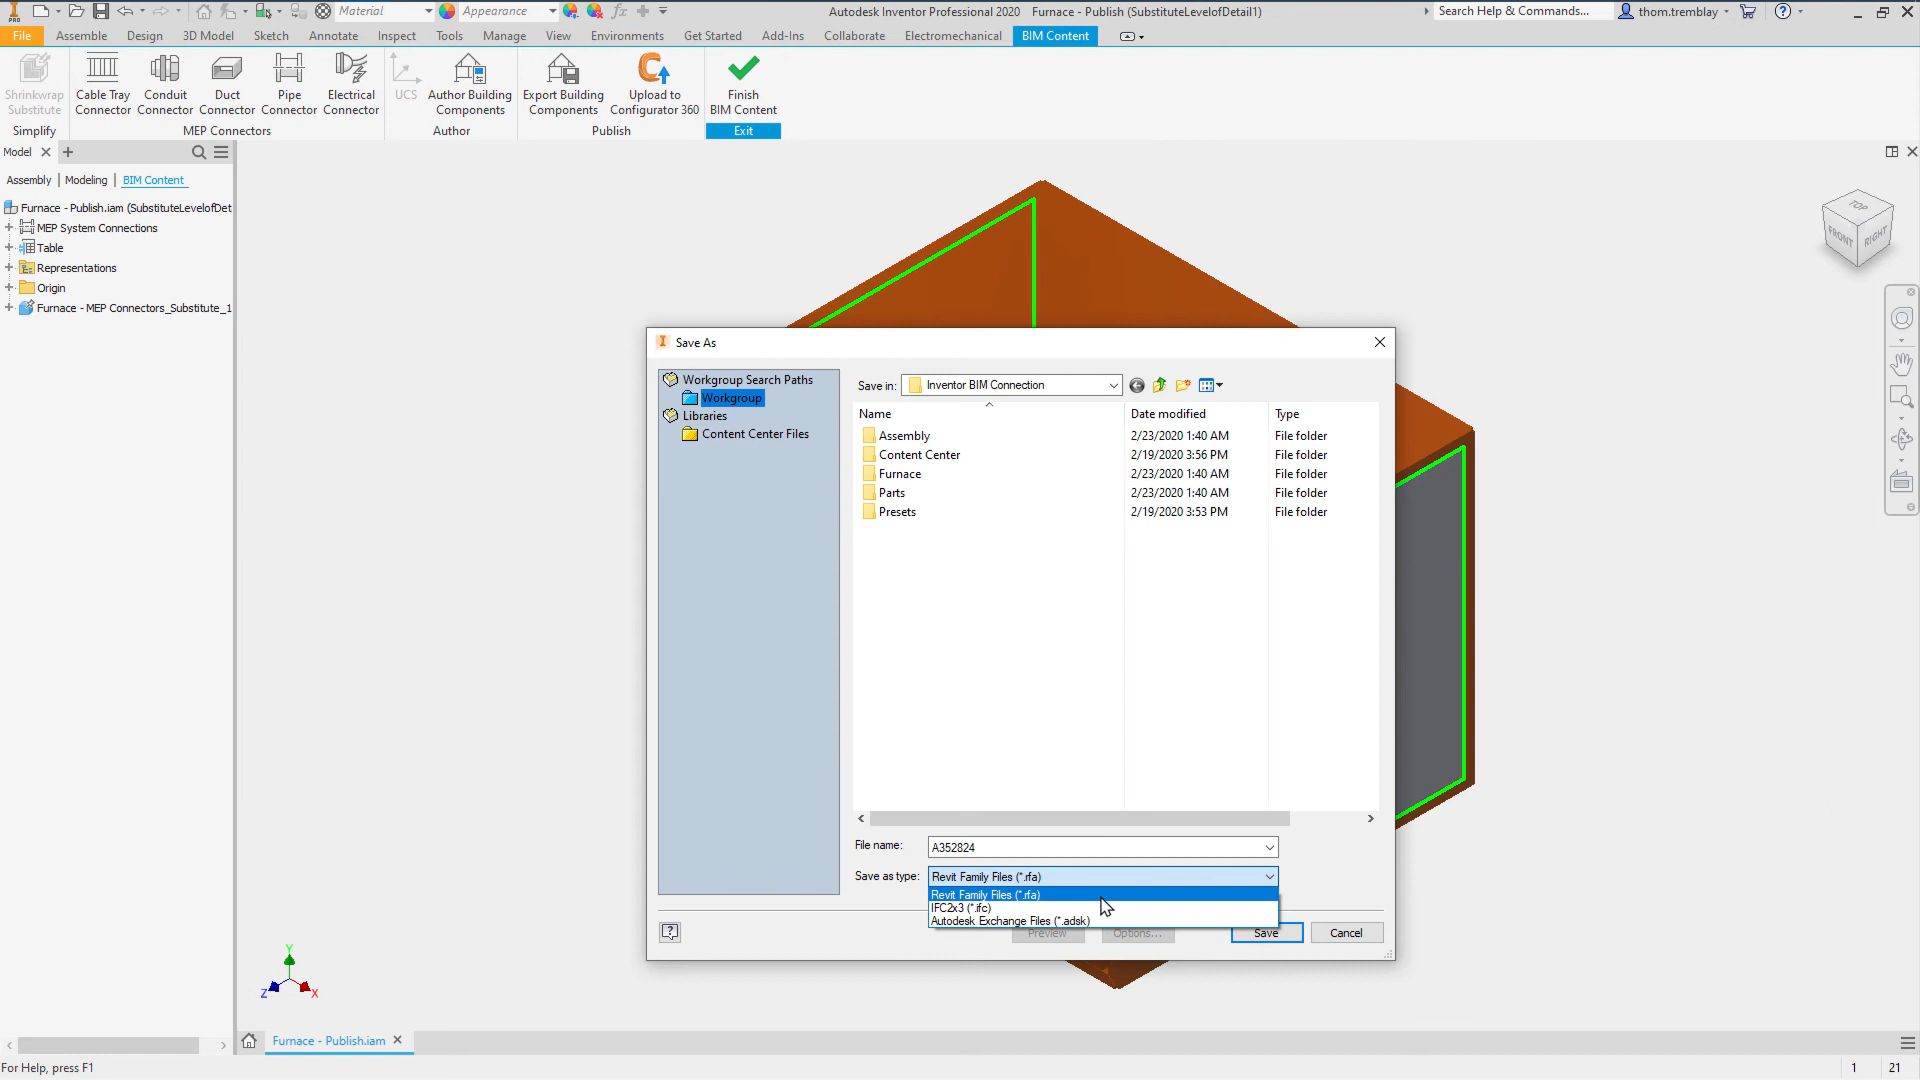 PRO
Material
Appearance
fx
Autodesk Inventor Professional 2020 Furnace - Publish (SubstituteLevelofDetail1)
Search Help & Commands...
thom.tremblay
File Assemble Design 3D Model Sketch Annotate Inspect Tools Manage View Environments Get Started Add-Ins Collaborate Electromechanical BIM Content
Shrinkwrap Substitute
Cable Tray Connector
Conduit Connector
Duct Connector
Pipe Connector
Electrical Connector
UCS
Author Building Components
Export Building Components
Upload to Configurator 360
Finish BIM Content
Simplify
MEP Connectors
Author
Publish
Exit
Model
Assembly | Modeling | BIM Content
Furnace - Publish.iam (SubstituteLevelofDet
MEP System Connections
Table
Representations
Origin
Furnace - MEP Connectors_Substitute_1
TOP
FRONT
RIGHT
Save As
Workgroup Search Paths
Workgroup
Libraries
Content Center Files
Save in: Inventor BIM Connection
Name Date modified Type
Assembly 2/23/2020 1:40 AM File folder
Content Center 2/19/2020 3:56 PM File folder
Furnace 2/23/2020 1:40 AM File folder
Parts 2/23/2020 1:40 AM File folder
Presets 2/19/2020 3:53 PM File folder
File name: A352824
Save as type: Revit Family Files (*.rfa)
Revit Family Files (*.rfa)
IFC2x3 (*.ifc)
Autodesk Exchange Files (*.adsk)
Preview Options... Save Cancel
Y
Z X
Furnace - Publish.iam
For Help, press F1
1 21